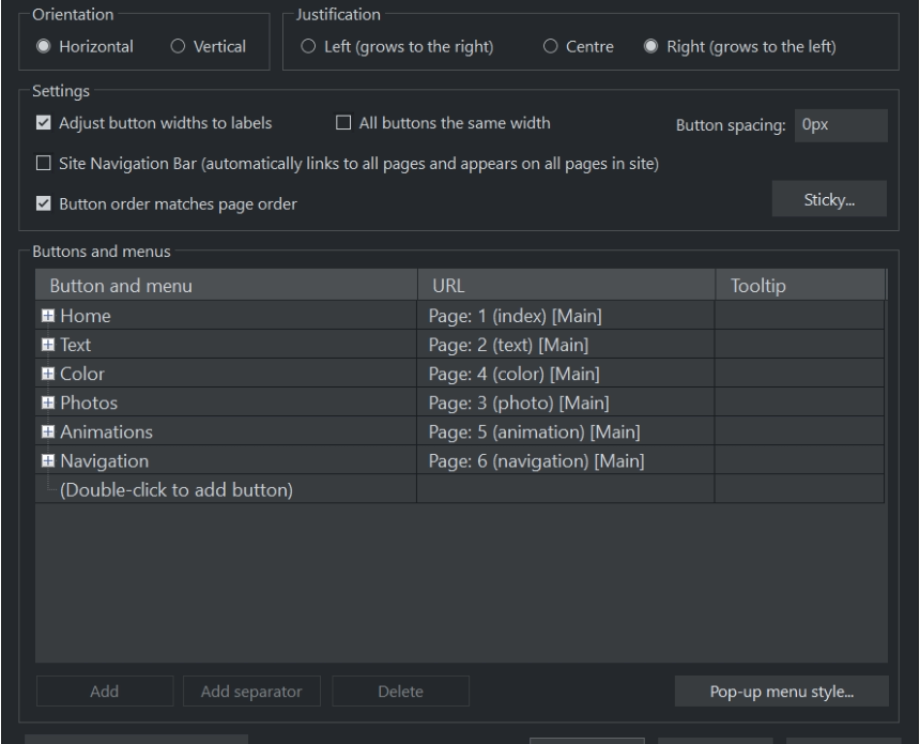 Orientation
Justification
Horizontal Vertical
Left (grows to the right) Centre Right (grows to the left)
Settings
Adjust button widths to labels All buttons the same width Button spacing: 0px
Site Navigation Bar (automatically links to all pages and appears on all pages in site)
Button order matches page order Sticky...
Buttons and menus
Button and menu URL Tooltip
Home Page: 1 (index) [Main]
Text Page: 2 (text) [Main]
Color Page: 4 (color) [Main]
Photos Page: 3 (photo) [Main]
Animations Page: 5 (animation) [Main]
Navigation Page: 6 (navigation) [Main]
(Double-click to add button)
Add Add separator Delete Pop-up menu style...